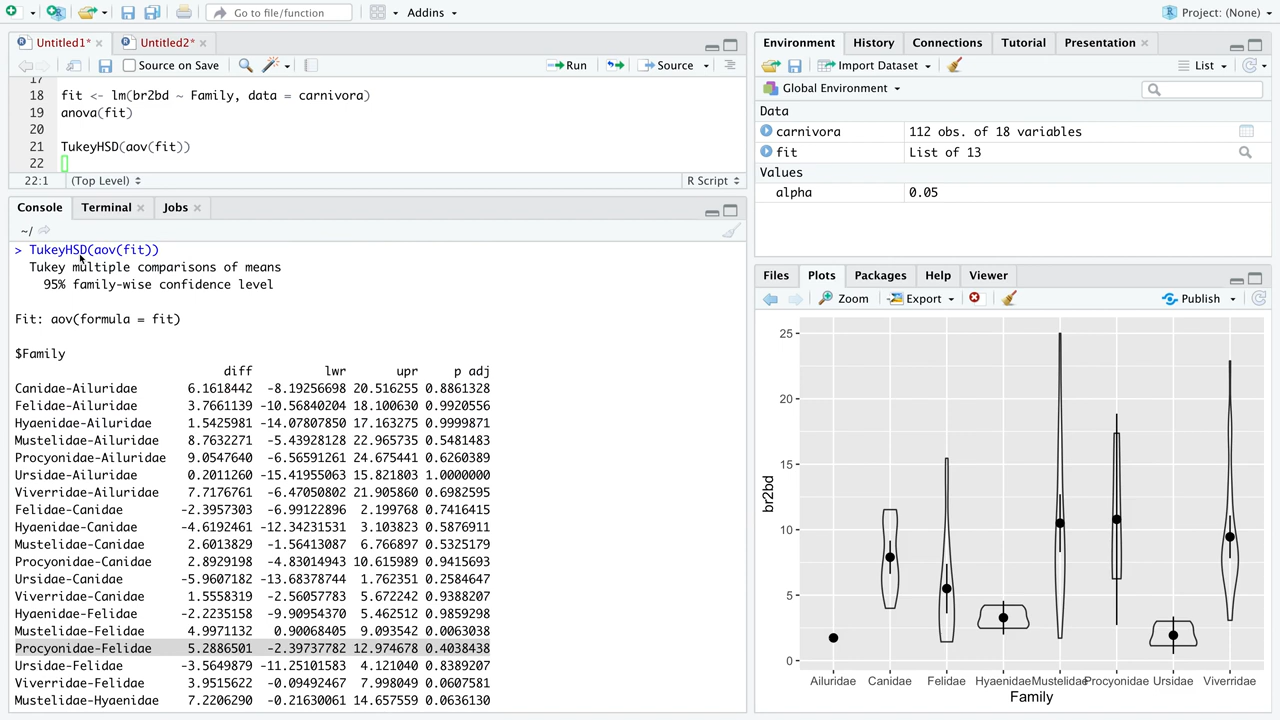 Go to file/function
Addins
Project: (None)
Untitled1*
Untitled2*
Source on Save
Run
Source
17
18 fit <- lm(br2bd ~ Family, data = carnivora)
19 anova(fit)
20
21 TukeyHSD(aov(fit))
22
22:1 (Top Level) R Script
Console Terminal Jobs
~/
> TukeyHSD(aov(fit))
Tukey multiple comparisons of means
95% family-wise confidence level
Fit: aov(formula = fit)
$Family
diff lwr upr p adj
Canidae-Ailuridae 6.1618442 -8.19256698 20.516255 0.8861328
Felidae-Ailuridae 3.7661139 -10.56840204 18.100630 0.9920556
Hyaenidae-Ailuridae 1.5425981 -14.07807850 17.163275 0.9999871
Mustelidae-Ailuridae 8.7632271 -5.43928128 22.965735 0.5481483
Procyonidae-Ailuridae 9.0547640 -6.56591261 24.675441 0.6260389
Ursidae-Ailuridae 0.2011260 -15.41955063 15.821803 1.0000000
Viverridae-Ailuridae 7.7176761 -6.47050802 21.905860 0.6982595
Felidae-Canidae -2.3957303 -6.99122896 2.199768 0.7416415
Hyaenidae-Canidae -4.6192461 -12.34231531 3.103823 0.5876911
Mustelidae-Canidae 2.6013829 -1.56413087 6.766897 0.5325179
Procyonidae-Canidae 2.8929198 -4.83014943 10.615989 0.9415693
Ursidae-Canidae -5.9607182 -13.68378744 1.762351 0.2584647
Viverridae-Canidae 1.5558319 -2.56057783 5.672242 0.9388207
Hyaenidae-Felidae -2.2235158 -9.90954370 5.462512 0.9859298
Mustelidae-Felidae 4.9971132 0.90068405 9.093542 0.0063038
Procyonidae-Felidae 5.2886501 -2.39737782 12.974678 0.4038438
Ursidae-Felidae -3.5649879 -11.25101583 4.121040 0.8389207
Viverridae-Felidae 3.9515622 -0.09492467 7.998049 0.0607581
Mustelidae-Hyaenidae 7.2206290 -0.21630061 14.657559 0.0636130
Environment History Connections Tutorial Presentation
Import Dataset
List
Global Environment
Data
carnivora 112 obs. of 18 variables
fit List of 13
Values
alpha 0.05
Files Plots Packages Help Viewer
Zoom Export Publish
25
20
15
10
5
0
br2bd
Ailuridae Canidae Felidae Hyaenidae Mustelidae Procyonidae Ursidae Viverridae
Family